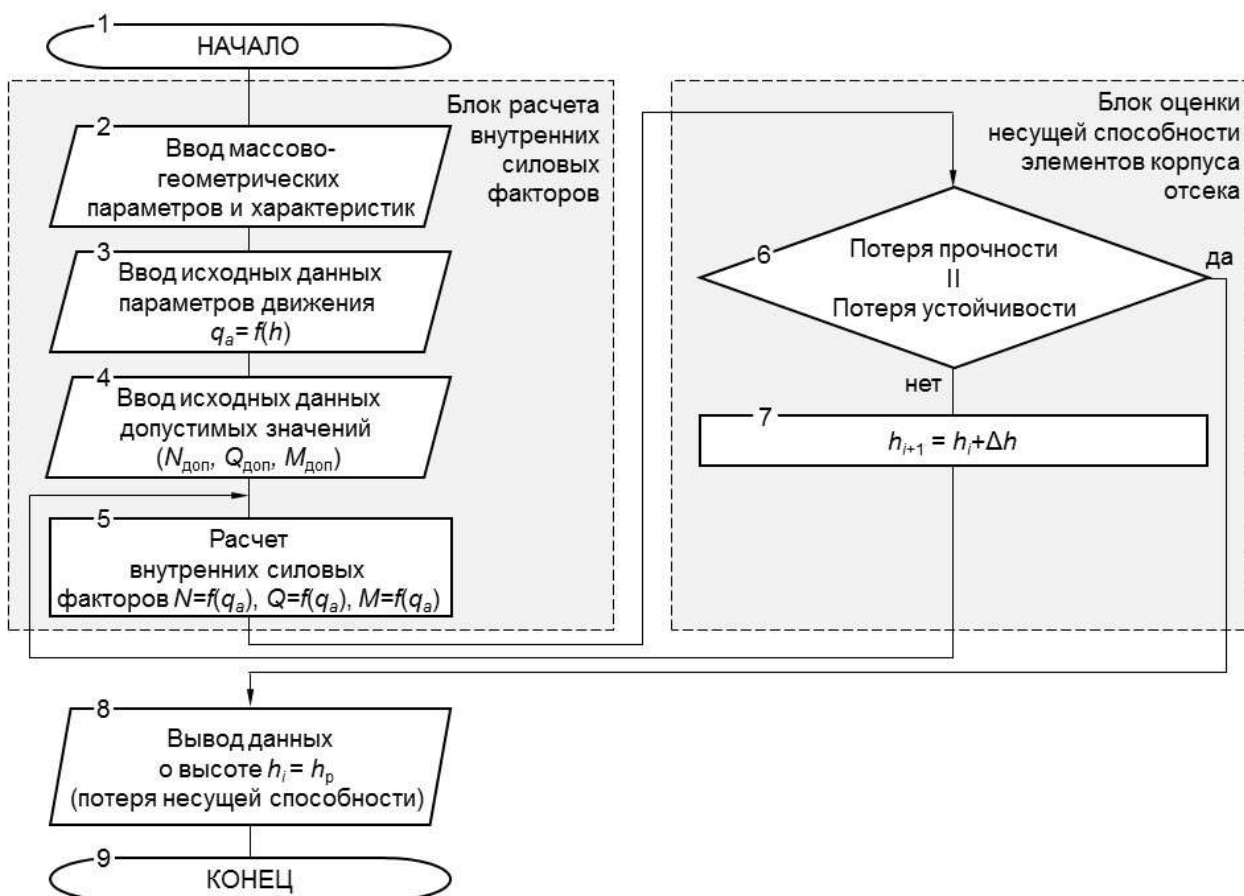 1
НАЧАЛО
Блок расчета
внутренних
силовых
факторов
2
Ввод массово-
геометрических
параметров и характеристик
3
Ввод исходных данных
параметров движения
qₐ= f(h)
4
Ввод исходных данных
допустимых значений
(Nдоп, Qдоп, Mдоп)
5
Расчет
внутренних силовых
факторов N=f(qₐ), Q=f(qₐ), M=f(qₐ)
Блок оценки
несущей способности
элементов корпуса
отсека
6
Потеря прочности
II
Потеря устойчивости
да
нет
7
hᵢ₊₁ = hᵢ+Δh
8
Вывод данных
о высоте hᵢ = hр
(потеря несущей способности)
9
КОНЕЦ